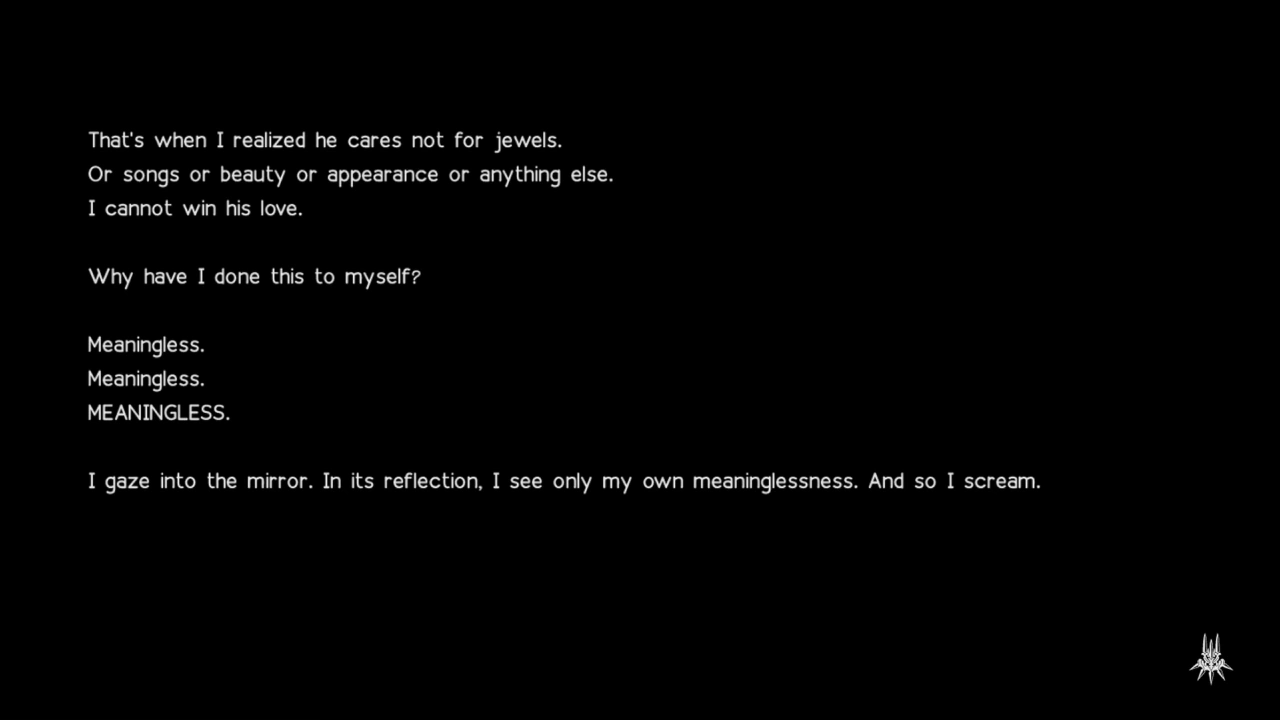 That's when I realized he cares not for jewels.
Or songs or beauty or appearance or anything else.
I cannot win his love.
Why have I done this to myself?
Meaningless.
Meaningless.
MEANINGLESS.
I gaze into the mirror. In its reflection, I see only my own meaninglessness. And so I scream.